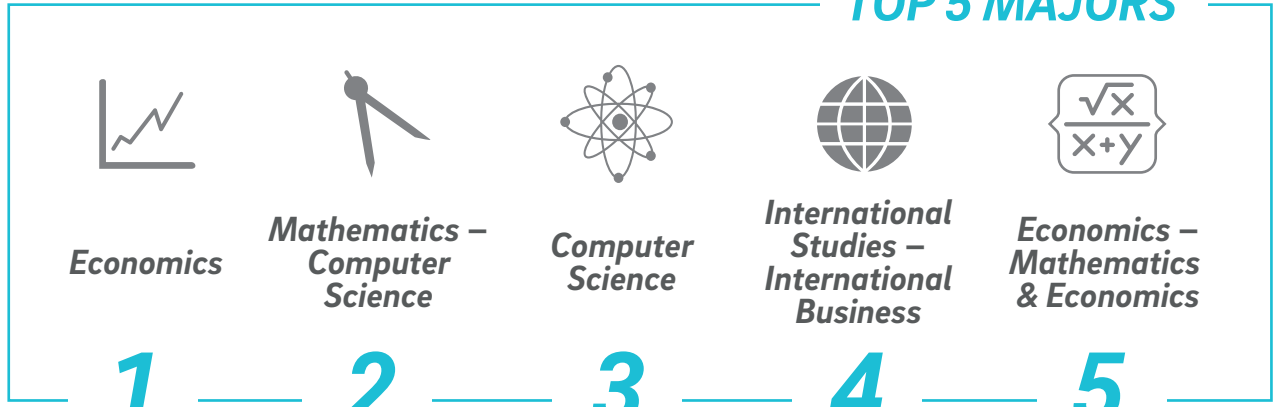 TOP 5 MAJORS
√x
x+y
Economics
Mathematics –
Computer
Science
Computer
Science
International
Studies –
International
Business
Economics –
Mathematics
& Economics
1
2
3
4
5